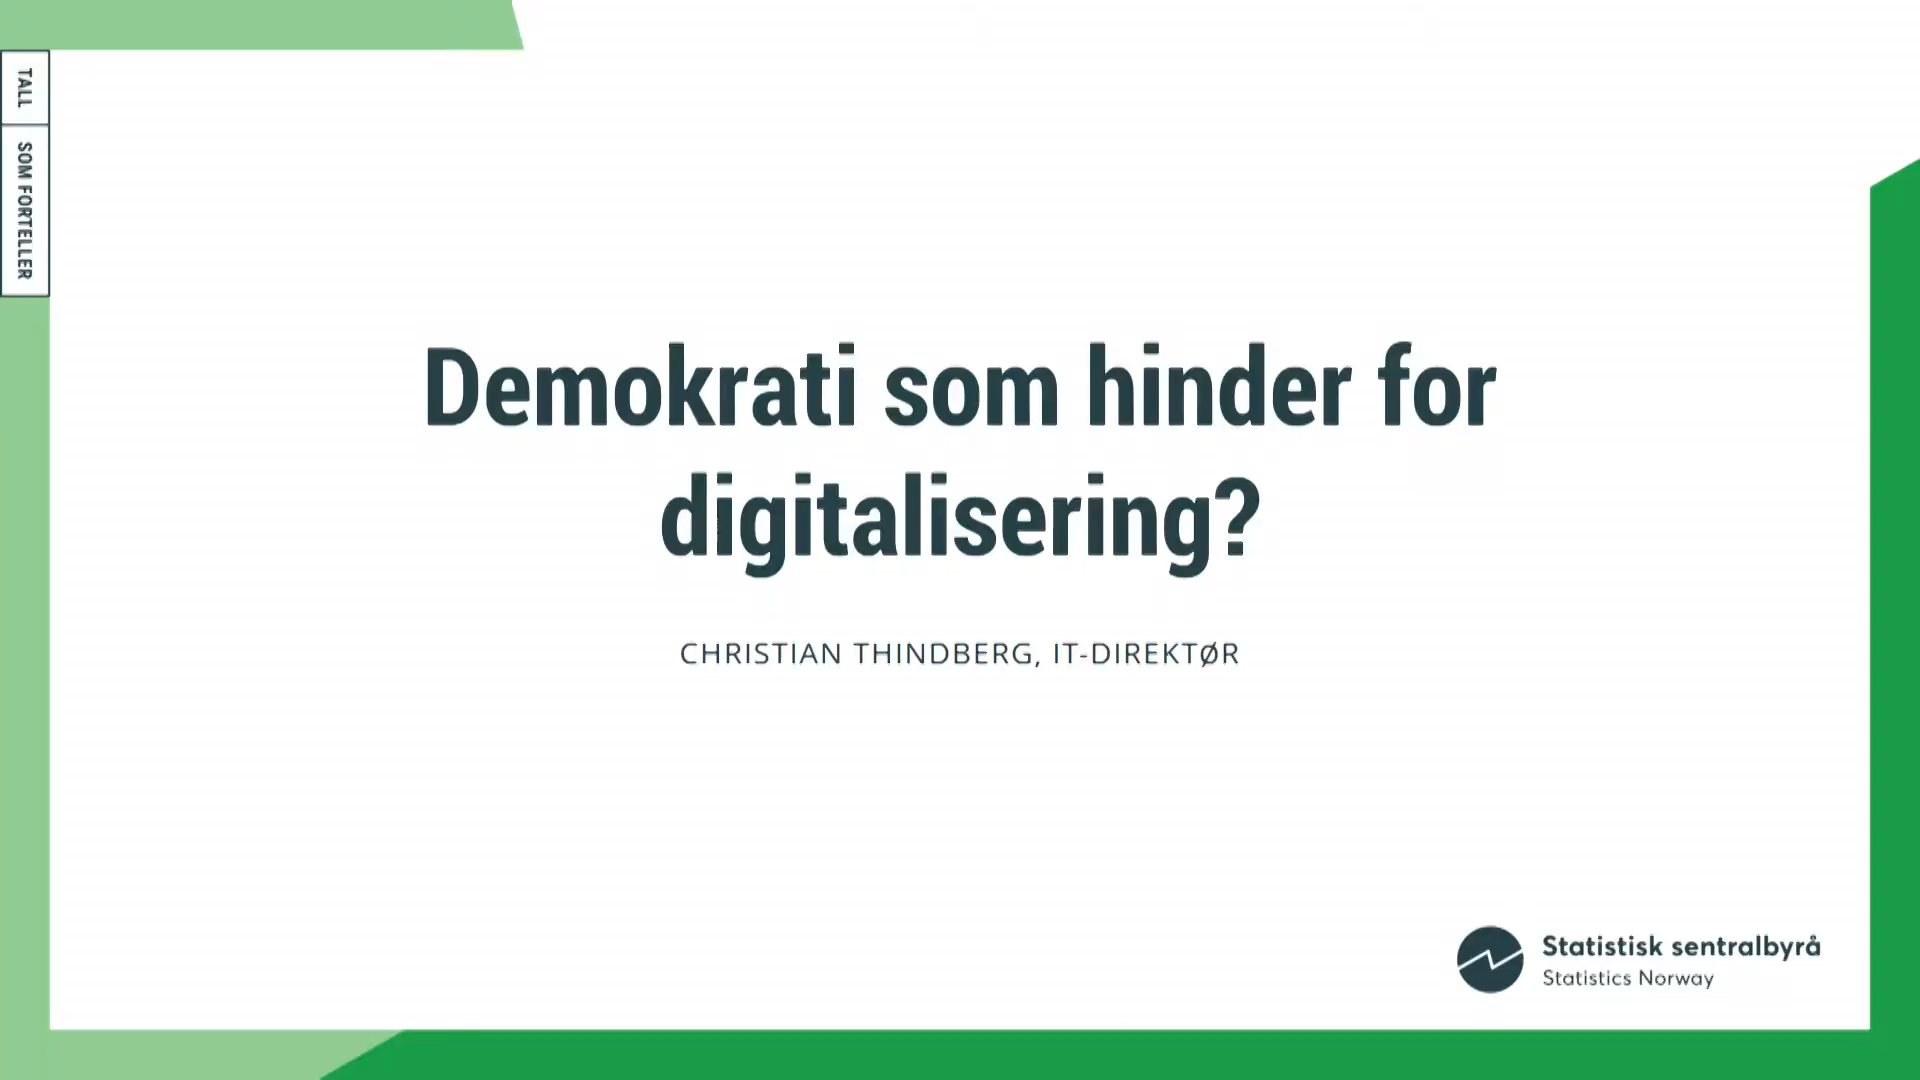 TALL
SOM FORTELLER
Demokrati som hinder for
digitalisering?
CHRISTIAN THINDBERG, IT-DIREKTØR
Statistisk sentralbyrå
Statistics Norway